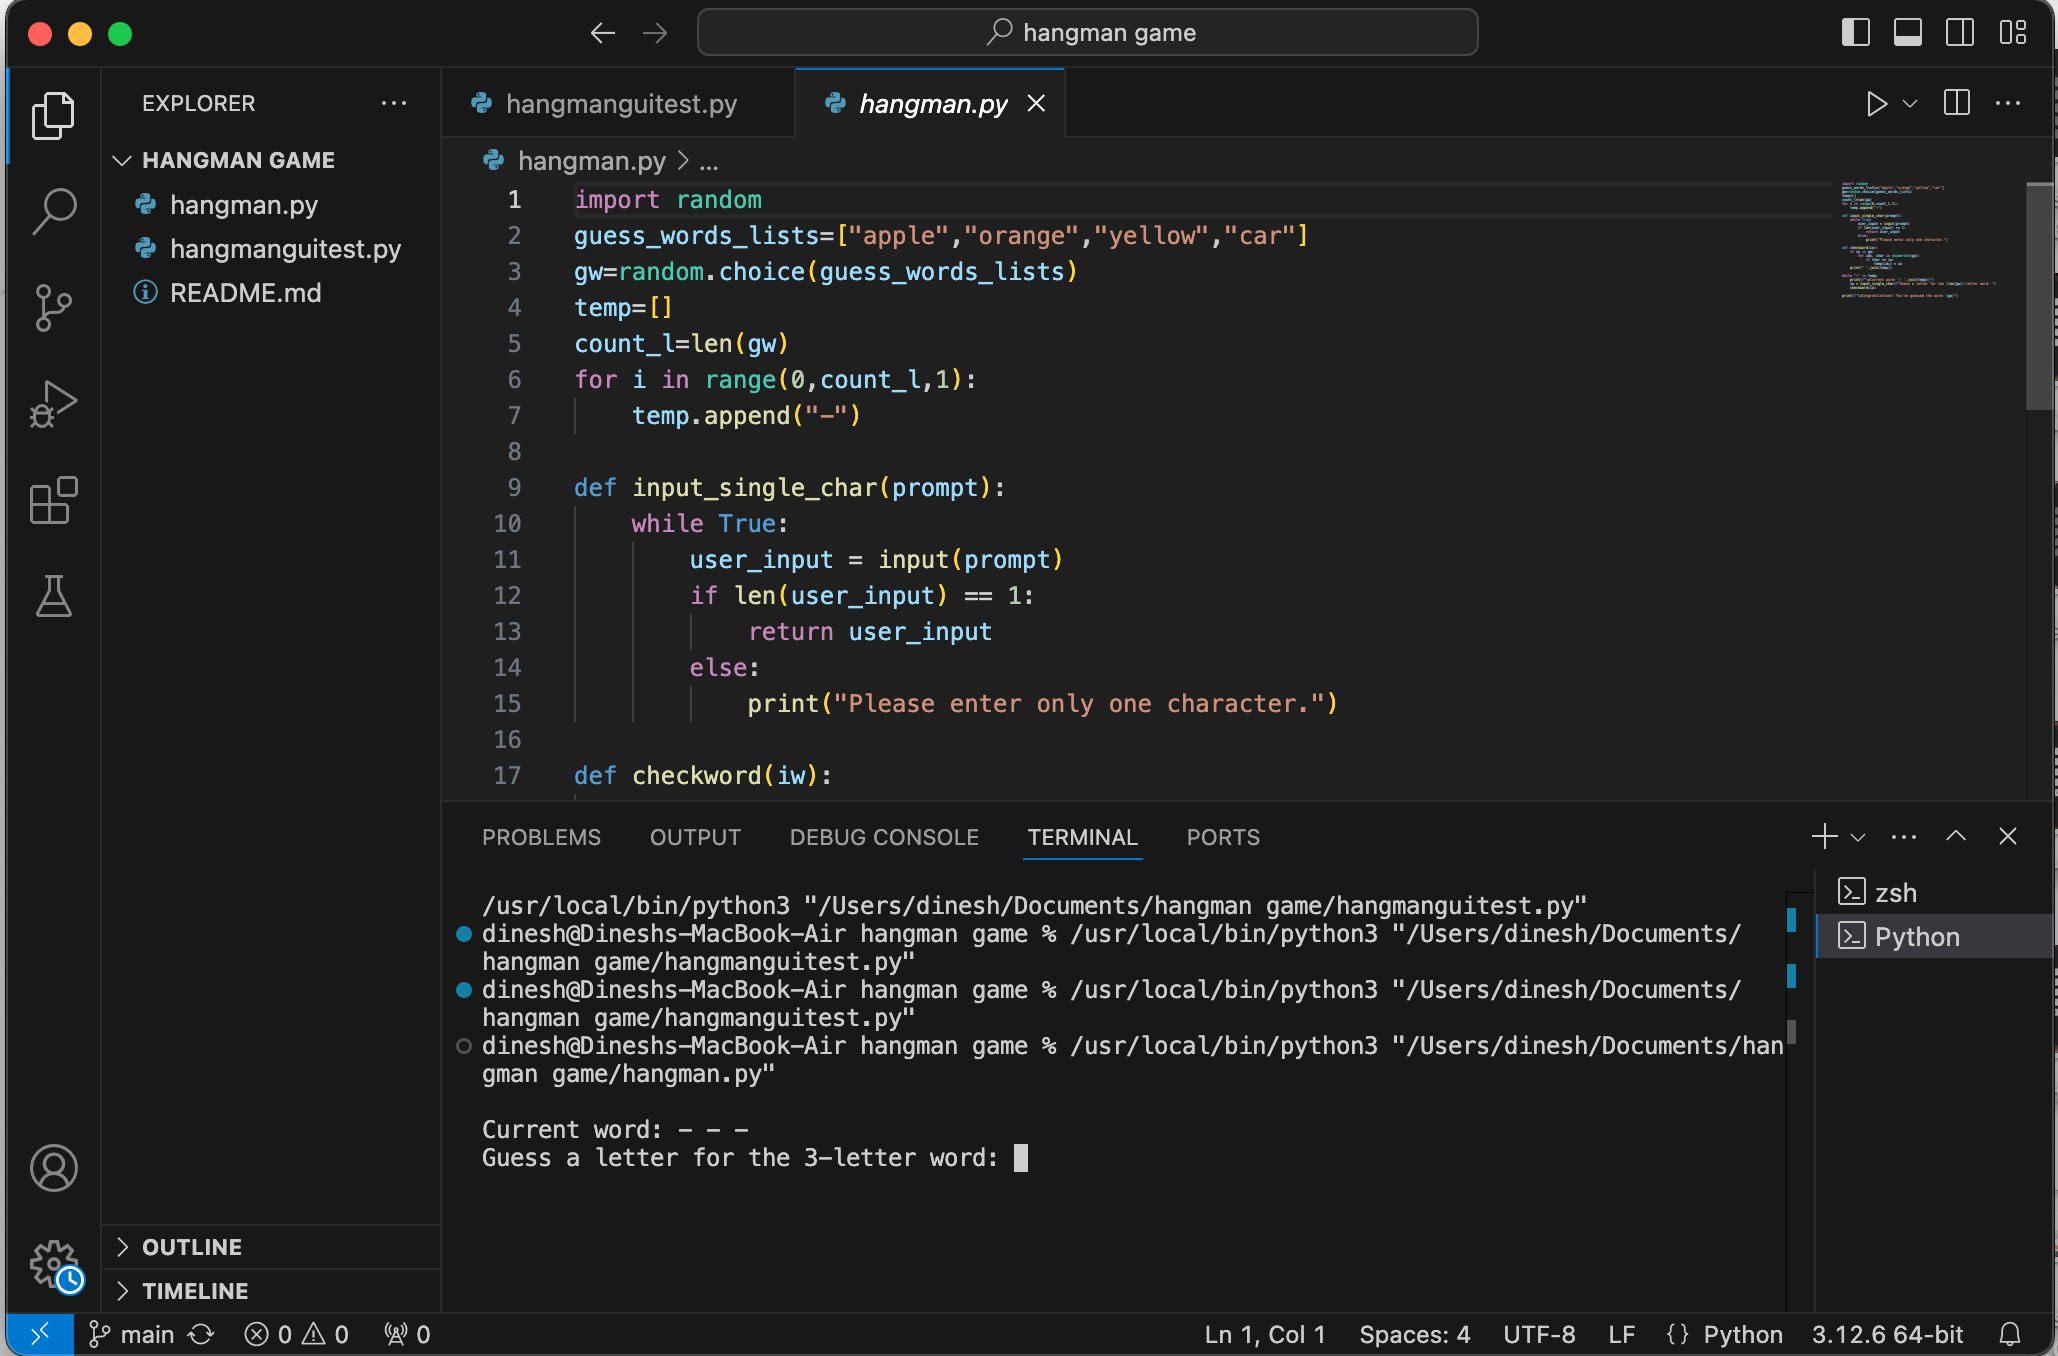 hangman game
EXPLORER
HANGMAN GAME
hangman.py
hangmanguitest.py
README.md
OUTLINE
TIMELINE
hangmanguitest.py
hangman.py
hangman.py > ...
1 import random
2 guess_words_lists=["apple","orange","yellow","car"]
3 gw=random.choice(guess_words_lists)
4 temp=[]
5 count_l=len(gw)
6 for i in range(0,count_l,1):
7 temp.append("-")
8
9 def input_single_char(prompt):
10 while True:
11 user_input = input(prompt)
12 if len(user_input) == 1:
13 return user_input
14 else:
15 print("Please enter only one character.")
16
17 def checkword(iw):
PROBLEMS OUTPUT DEBUG CONSOLE TERMINAL PORTS
/usr/local/bin/python3 "/Users/dinesh/Documents/hangman game/hangmanguitest.py"
dinesh@Dineshs-MacBook-Air hangman game % /usr/local/bin/python3 "/Users/dinesh/Documents/
hangman game/hangmanguitest.py"
dinesh@Dineshs-MacBook-Air hangman game % /usr/local/bin/python3 "/Users/dinesh/Documents/
hangman game/hangmanguitest.py"
dinesh@Dineshs-MacBook-Air hangman game % /usr/local/bin/python3 "/Users/dinesh/Documents/han
gman game/hangman.py"
Current word: - - -
Guess a letter for the 3-letter word:
zsh
Python
main 0 0 0 Ln 1, Col 1 Spaces: 4 UTF-8 LF {} Python 3.12.6 64-bit